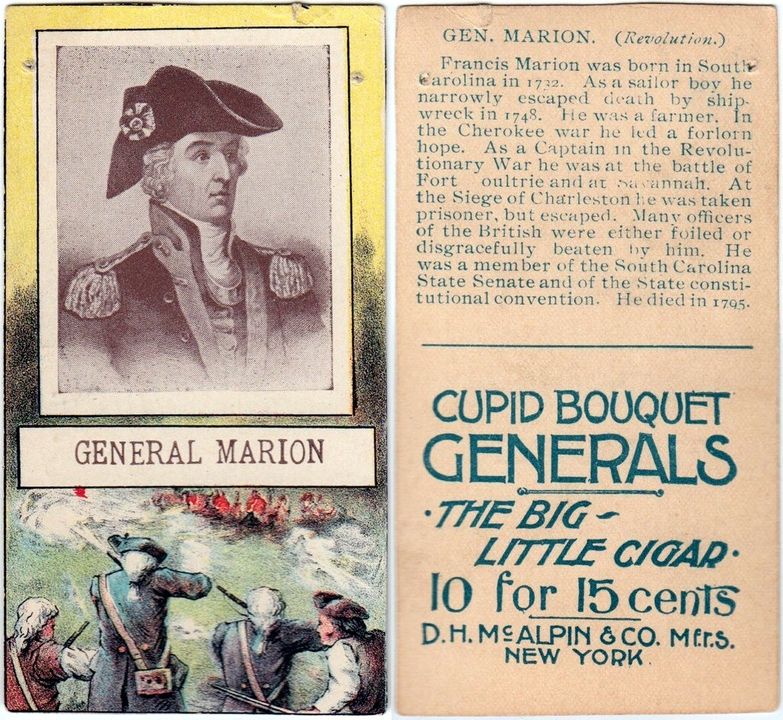 GENERAL MARION
GEN. MARION. (Revolution.)
Francis Marion was born in South
Carolina in 1732. As a sailor boy he
narrowly escaped death by ship-
wreck in 1748. He was a farmer. In
the Cherokee war he led a forlorn
hope. As a Captain in the Revolu-
tionary War he was at the battle of
Fort oultrie and at Savannah. At
the Siege of Charleston he was taken
prisoner, but escaped. Many officers
of the British were either foiled or
disgracefully beaten by him. He
was a member of the South Carolina
State Senate and of the State consti-
tutional convention. He died in 1795.
CUPID BOUQUET
GENERALS
·THE BIG-
LITTLE CIGAR·
10 for 15 cents
D.H. McALPIN & CO. Mfrs.
NEW YORK